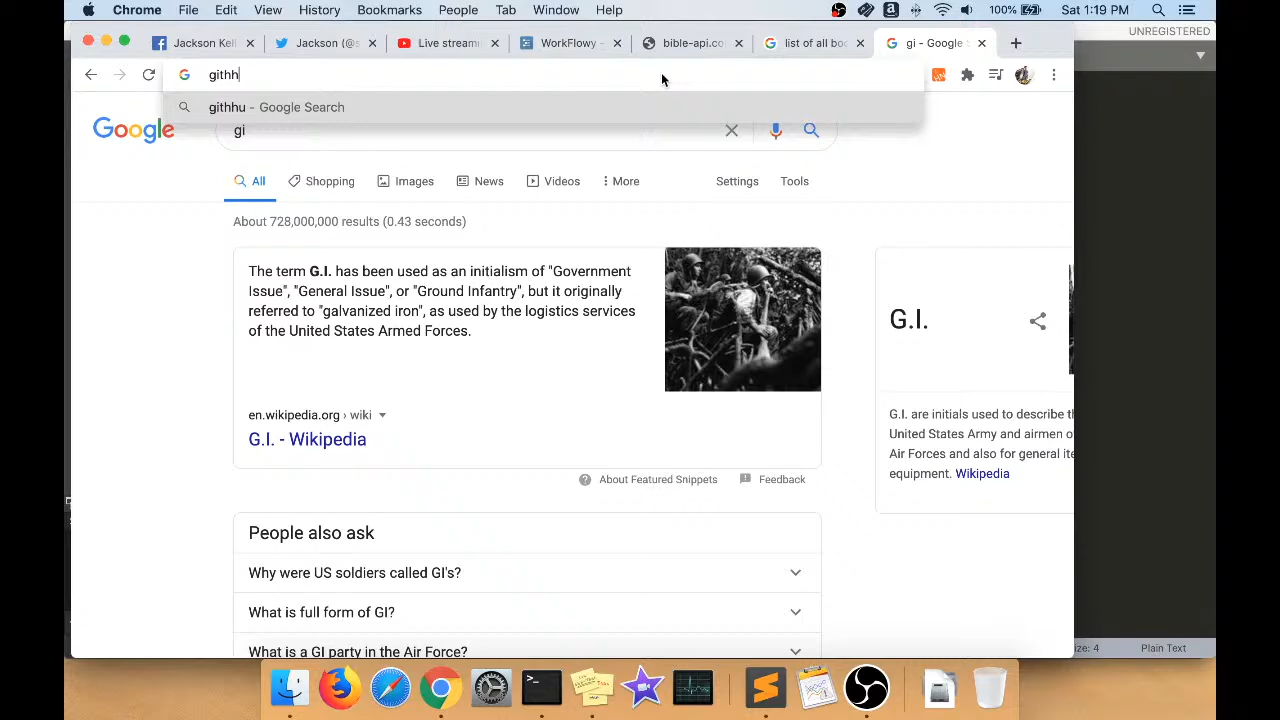 Chrome File Edit View History Bookmarks People Tab Window Help 100% Sat 1:19 PM
UNREGISTERED
Jackson Kell Jackson (@s Live stream WorkFlowy - bible-api.co list of all boo gi - Google S
githh
githhu - Google Search
Google gi
All Shopping Images News Videos More Settings Tools
About 728,000,000 results (0.43 seconds)
The term G.I. has been used as an initialism of "Government
Issue", "General Issue", or "Ground Infantry", but it originally
referred to "galvanized iron", as used by the logistics services
of the United States Armed Forces.
en.wikipedia.org › wiki
G.I. - Wikipedia
About Featured Snippets Feedback
G.I.
G.I. are initials used to describe th
United States Army and airmen o
Air Forces and also for general ite
equipment. Wikipedia
People also ask
Why were US soldiers called GI's?
What is full form of GI?
What is a GI party in the Air Force?
ize: 4 Plain Text